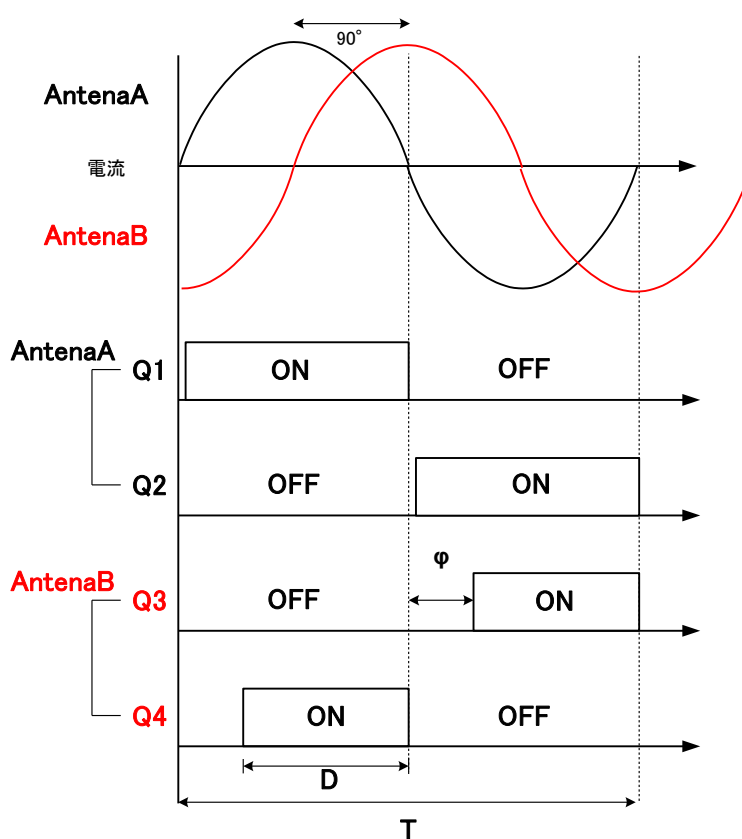 90°
AntenaA
電流
AntenaB
AntenaA
Q1 ON OFF
Q2 OFF ON
φ
AntenaB
Q3 OFF ON
Q4 ON OFF
D
T